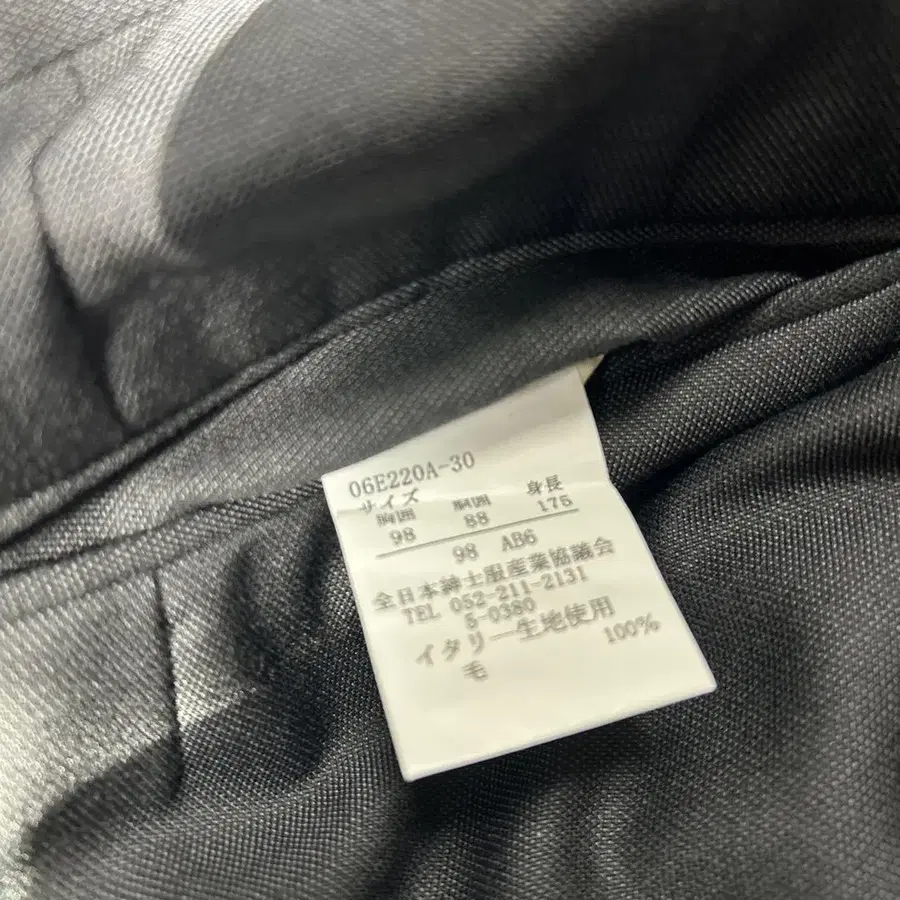 06E220A-30
サイズ
胸囲 胴囲 身長
98 88 175
98 AB6
全日本紳士服産業協議会
TEL 052-211-2131
5-0380
イタリー生地使用
毛 100%